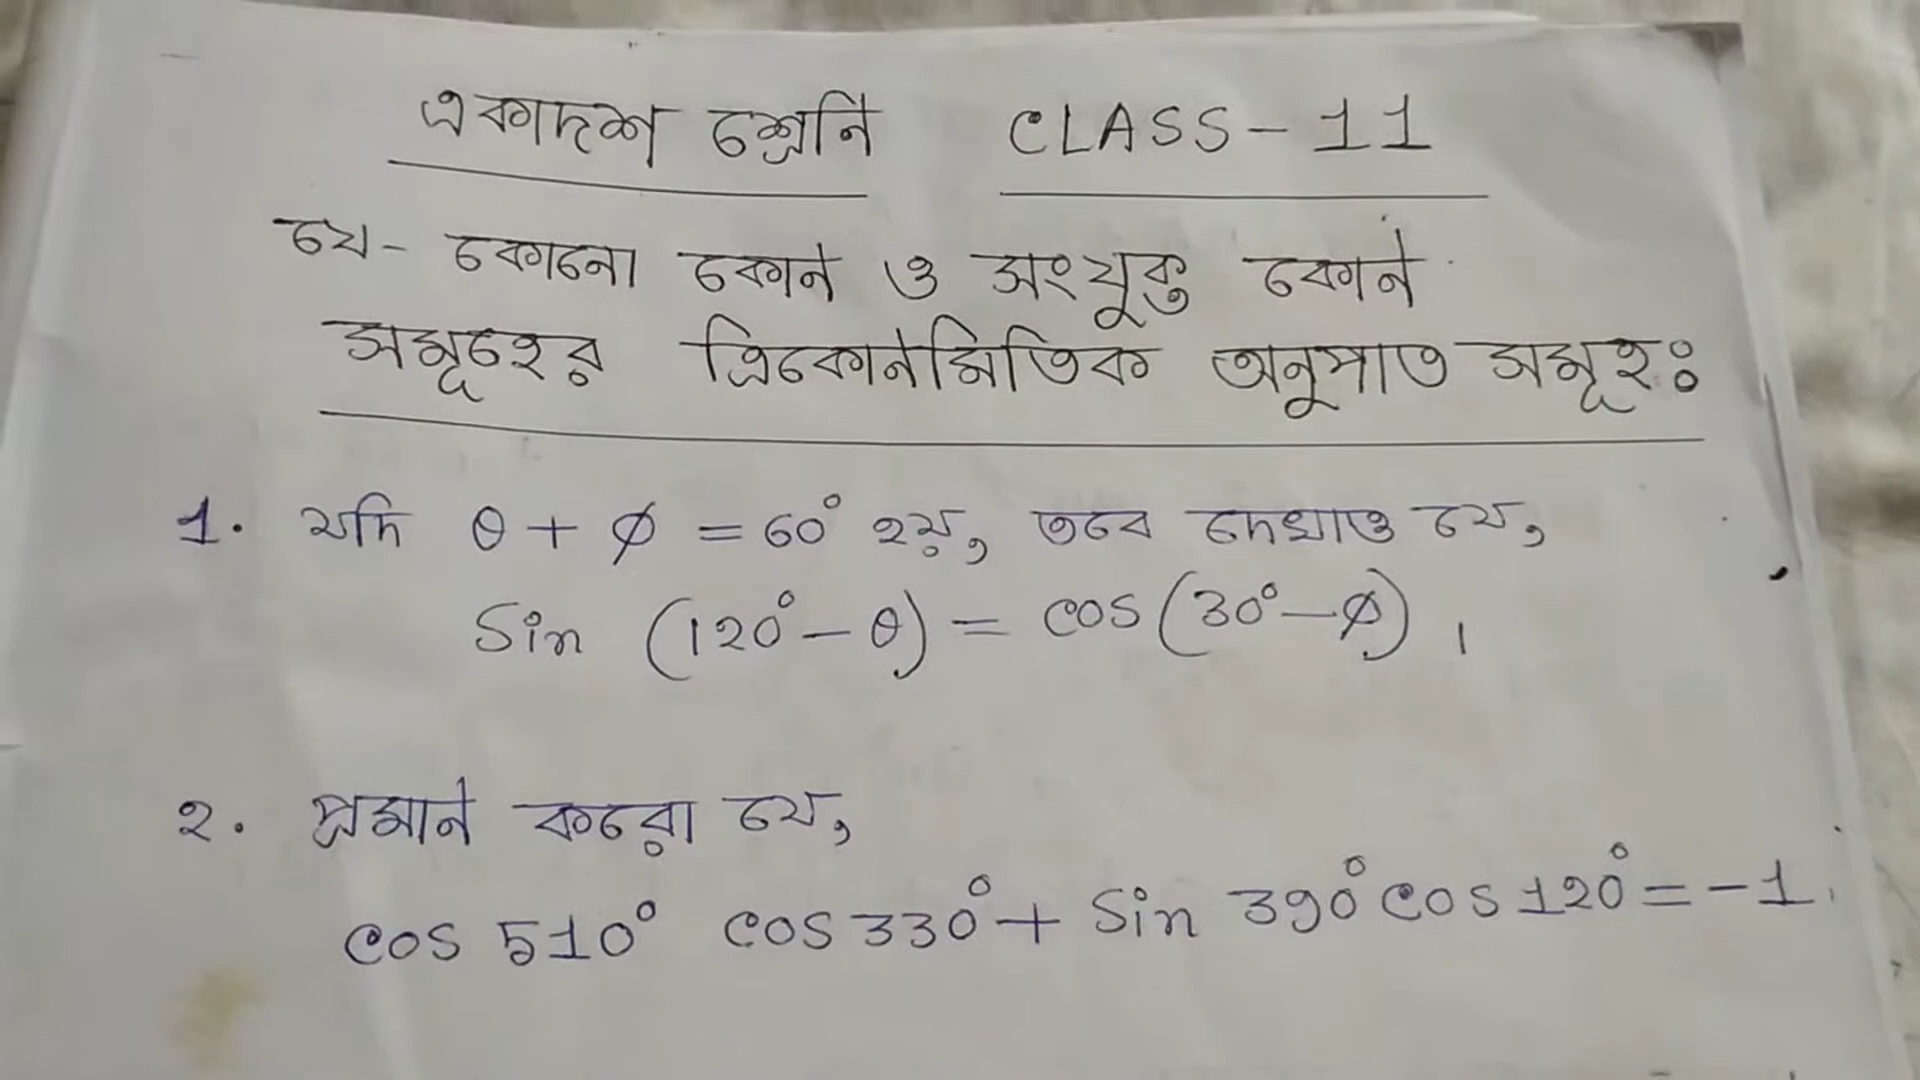 একাদশ শ্রেনি CLASS-11
যে- কোনো কোন ও সংযুক্ত কোন
সমূহের ত্রিকোনমিতিক অনুপাত সমূহ:
1. যদি θ + ϕ = 60° হয়, তবে দেখাও যে,
Sin (120° - θ) = cos (30° - ϕ) ।
২. প্রমান করো যে,
cos 510° cos 330° + Sin 390° cos 120° = -1.